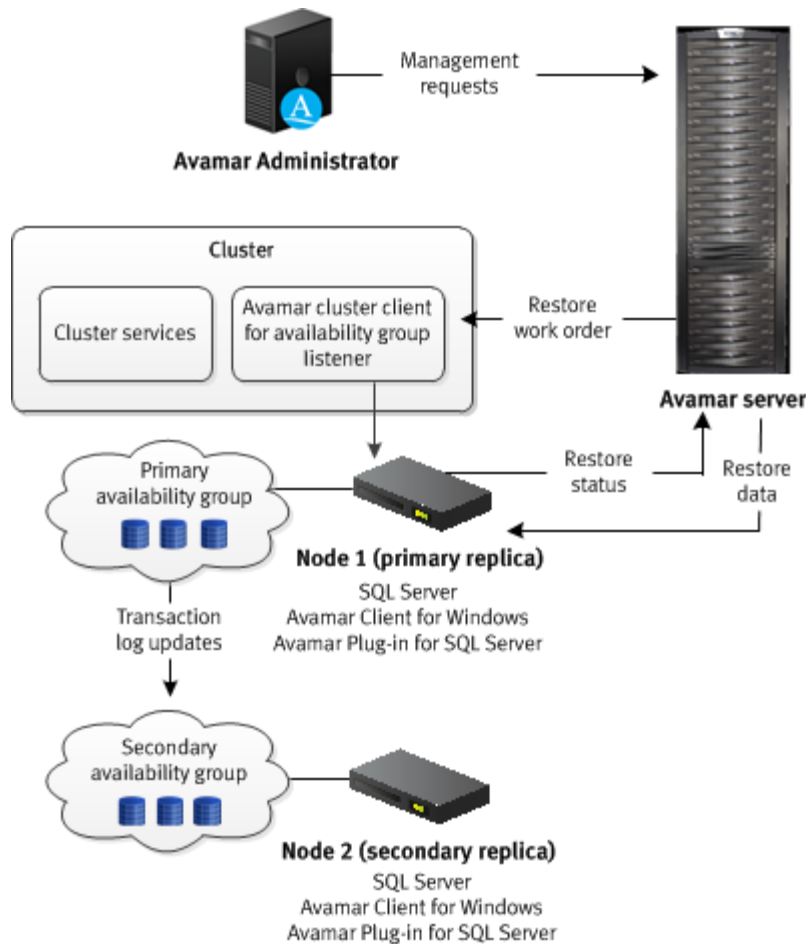 Management
requests
A
Avamar Administrator
Cluster
Cluster services
Avamar cluster client
for availability group
listener
Restore
work order
Avamar server
Primary
availability group
Restore
status
Restore
data
Node 1 (primary replica)
SQL Server
Avamar Client for Windows
Avamar Plug-in for SQL Server
Transaction
log updates
Secondary
availability group
Node 2 (secondary replica)
SQL Server
Avamar Client for Windows
Avamar Plug-in for SQL Server